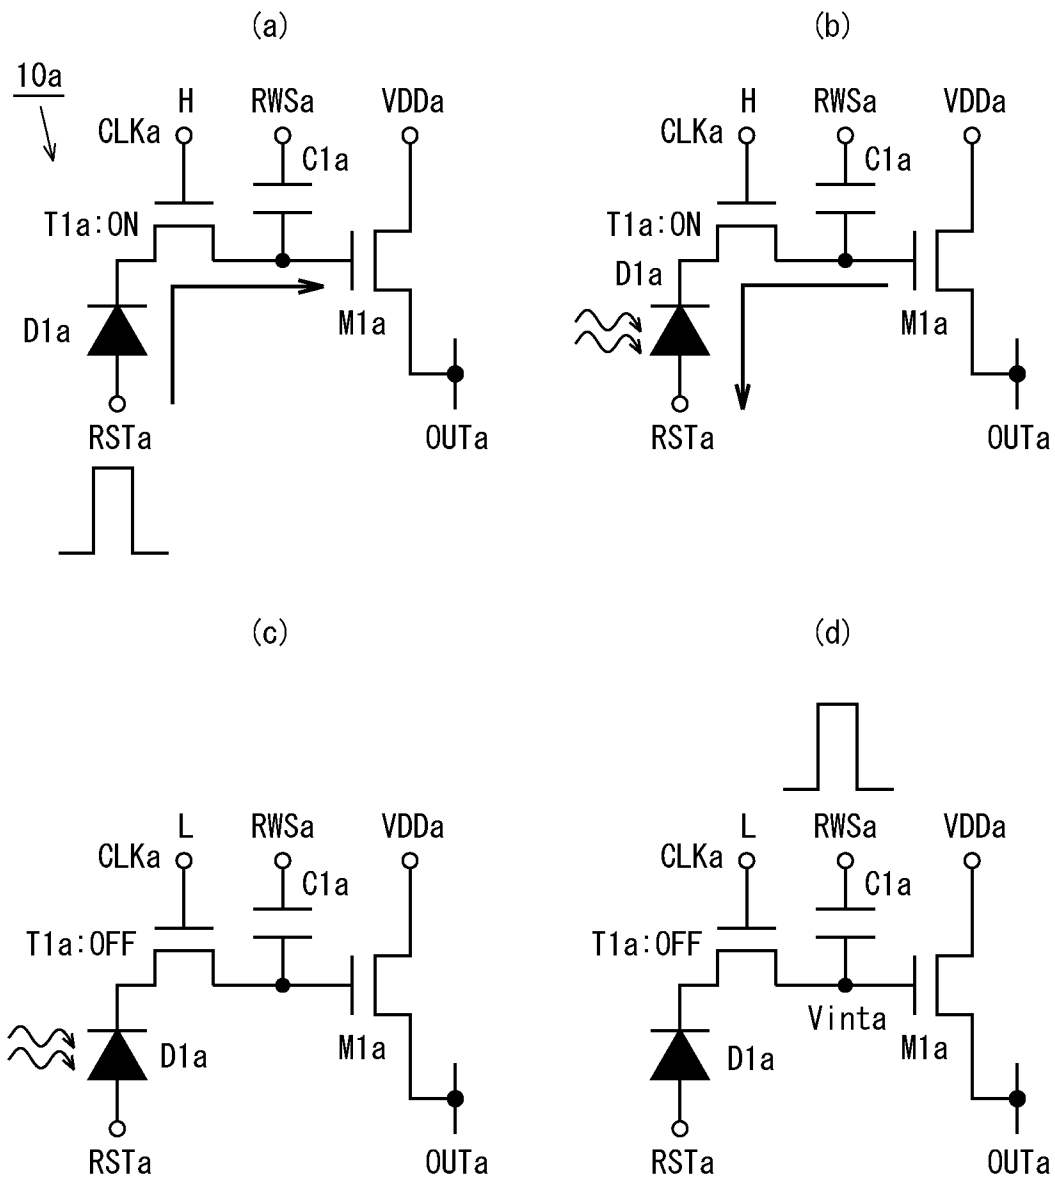 (a)
10a
H
RWSa
VDDa
CLKa
C1a
T1a:ON
D1a
M1a
RSTa
OUTa
(b)
H
RWSa
VDDa
CLKa
C1a
T1a:ON
D1a
M1a
RSTa
OUTa
(c)
L
RWSa
VDDa
CLKa
C1a
T1a:OFF
D1a
M1a
RSTa
OUTa
(d)
L
RWSa
VDDa
CLKa
C1a
T1a:OFF
Vinta
D1a
M1a
RSTa
OUTa